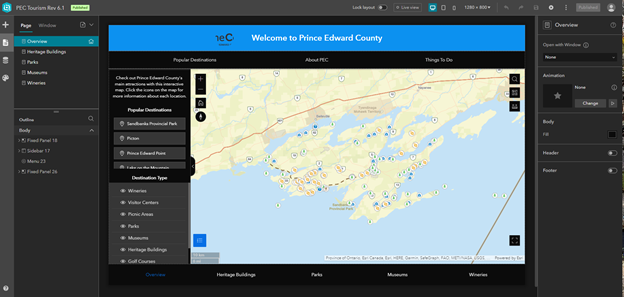 PEC Tourism Rev 6.1
Published
Lock layout
Live view
1280 × 800
Published
Page
Window
Overview
Heritage Buildings
Parks
Museums
Wineries
Outline
Body
Fixed Panel 18
Sidebar 17
Menu 23
Fixed Panel 26
Welcome to Prince Edward County
Popular Destinations
About PEC
Things To Do
Check out Prince Edward County's
main attractions with this interactive
map. Click the icons on the map for
more information about each location.
Popular Destinations
Sandbanks Provincial Park
Picton
Prince Edward Point
Lake on the Mountain
Destination Type
Wineries
Visitor Centers
Picnic Areas
Parks
Museums
Heritage Buildings
Golf Courses
Province of Ontario, Esri Canada, Esri, HERE, Garmin, SafeGraph, FAO, METI/NASA, USGS
Powered by Esri
Overview
Heritage Buildings
Parks
Museums
Wineries
Overview
Open with Window
None
Animation
None
Change
Body
Fill
Header
Footer